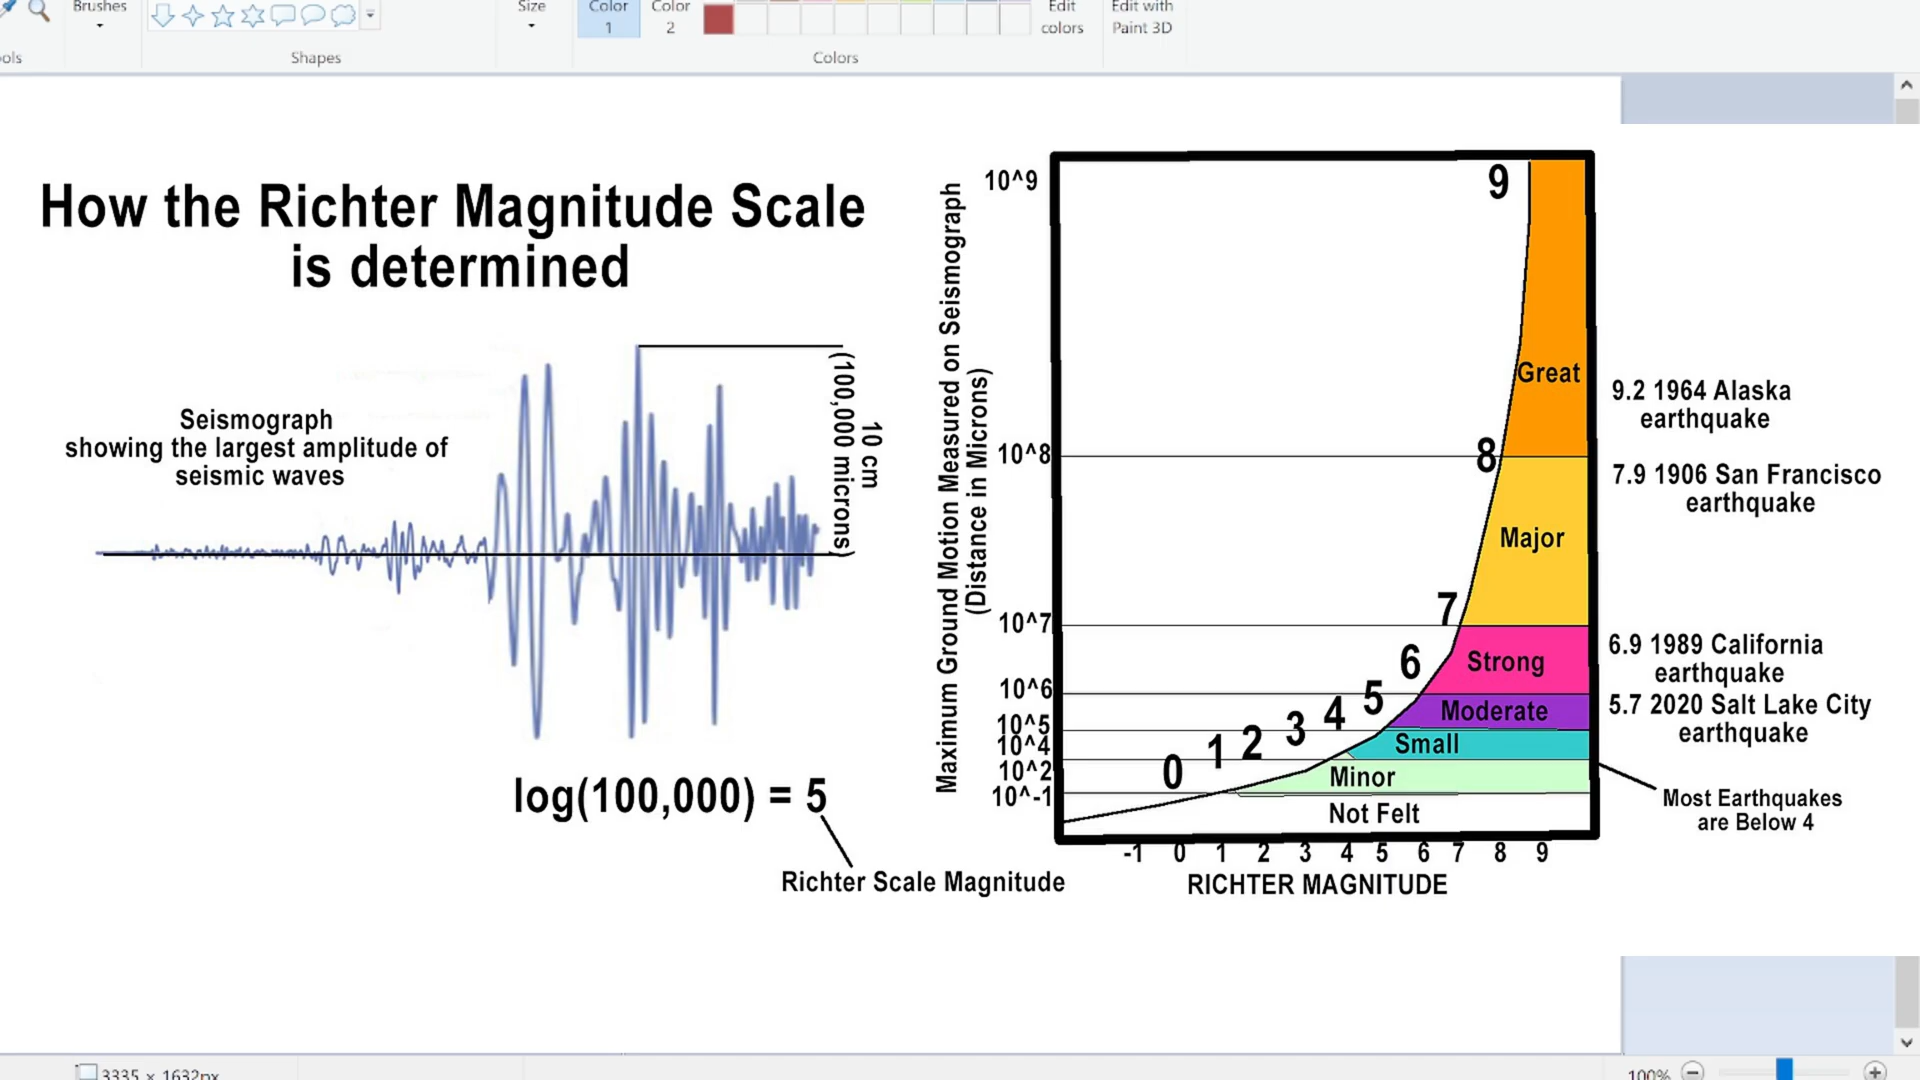 Brushes
Size
Color
1
Color
2
Edit
colors
Edit with
Paint 3D
ols
Shapes
Colors
How the Richter Magnitude Scale
is determined
Seismograph
showing the largest amplitude of
seismic waves
10 cm
(100,000 microns)
log(100,000) = 5
Richter Scale Magnitude
Maximum Ground Motion Measured on Seismograph
(Distance in Microns)
10^9
10^8
10^7
10^6
10^5
10^4
10^2
10^-1
9
8
7
6
5
4
3
2
1
0
Great
Major
Strong
Moderate
Small
Minor
Not Felt
-1 0 1 2 3 4 5 6 7 8 9
RICHTER MAGNITUDE
9.2 1964 Alaska
earthquake
7.9 1906 San Francisco
earthquake
6.9 1989 California
earthquake
5.7 2020 Salt Lake City
earthquake
Most Earthquakes
are Below 4
3335 × 1632px
100%